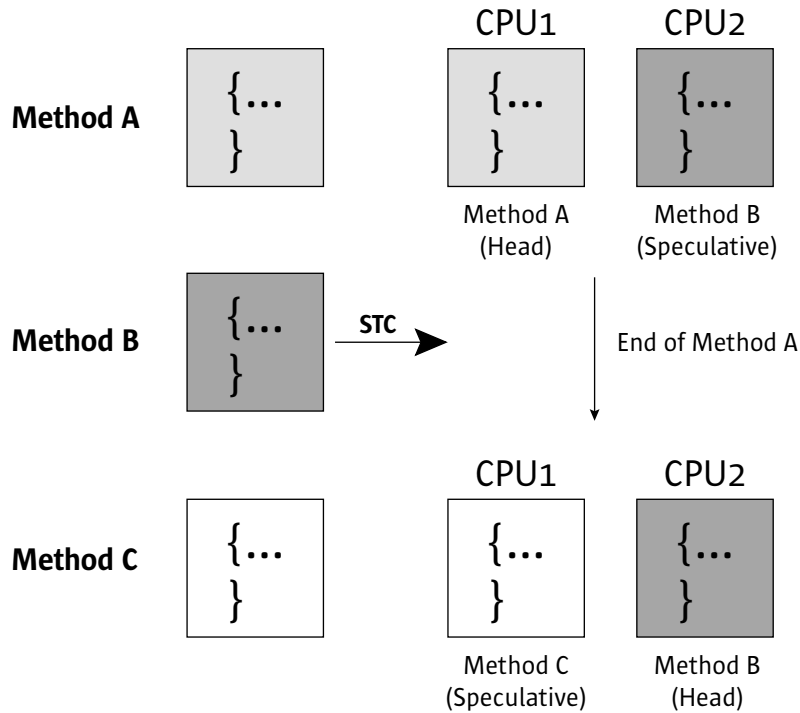 CPU1 CPU2
Method A
{...
}
{...
}
{...
}
Method A
(Head)
Method B
(Speculative)
Method B
{...
}
STC
End of Method A
CPU1 CPU2
Method C
{...
}
{...
}
{...
}
Method C
(Speculative)
Method B
(Head)